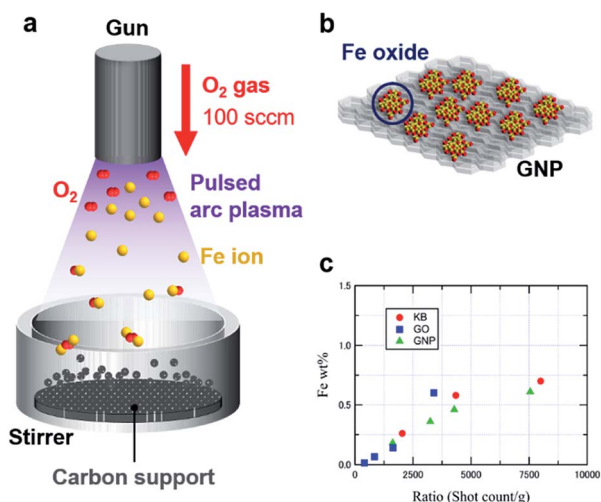 a
Gun
O₂ gas
100 sccm
O₂
Pulsed
arc plasma
Fe ion
Stirrer
Carbon support
b
Fe oxide
GNP
c
1.5
1.0
0.5
0.0
Fe wt%
KB
GO
GNP
0 2500 5000 7500 10000
Ratio (Shot count/g)